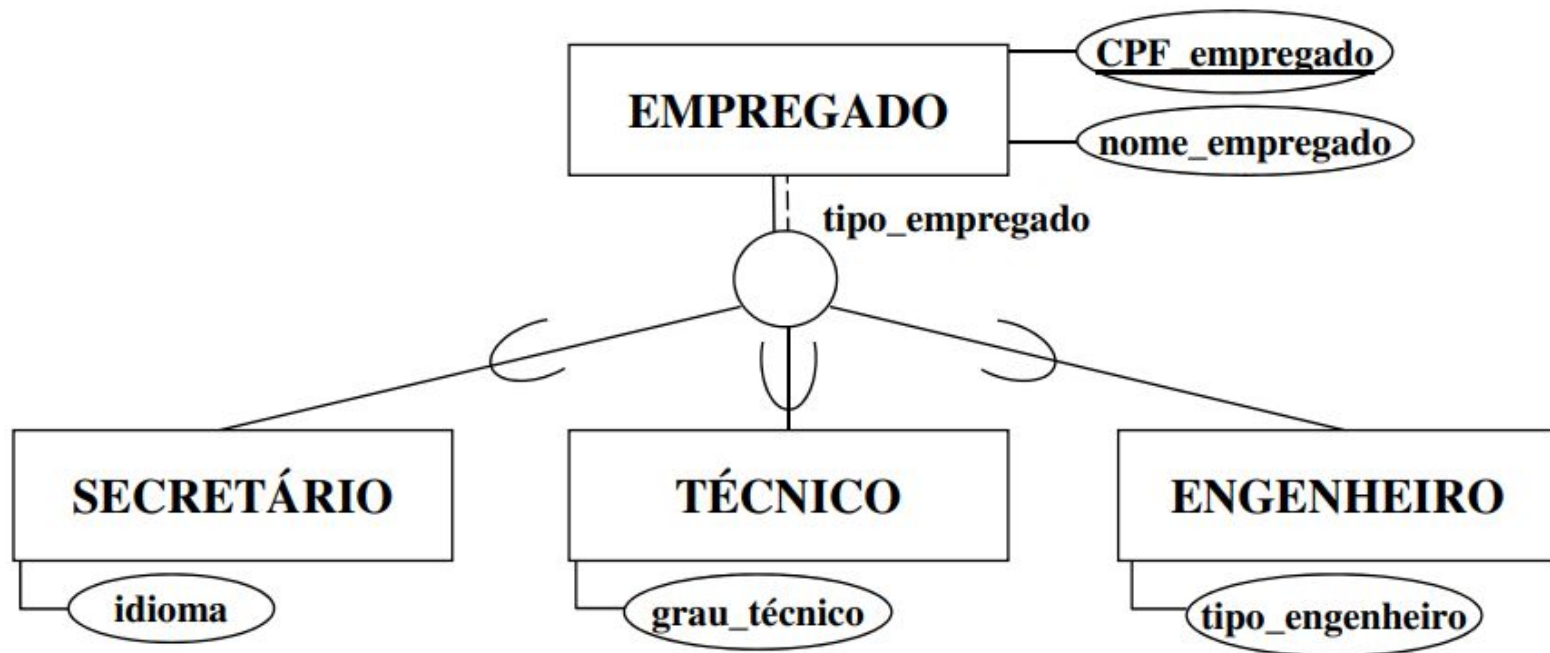 CPF_empregado
EMPREGADO
nome_empregado
tipo_empregado
SECRETÁRIO
TÉCNICO
ENGENHEIRO
idioma
grau_técnico
tipo_engenheiro